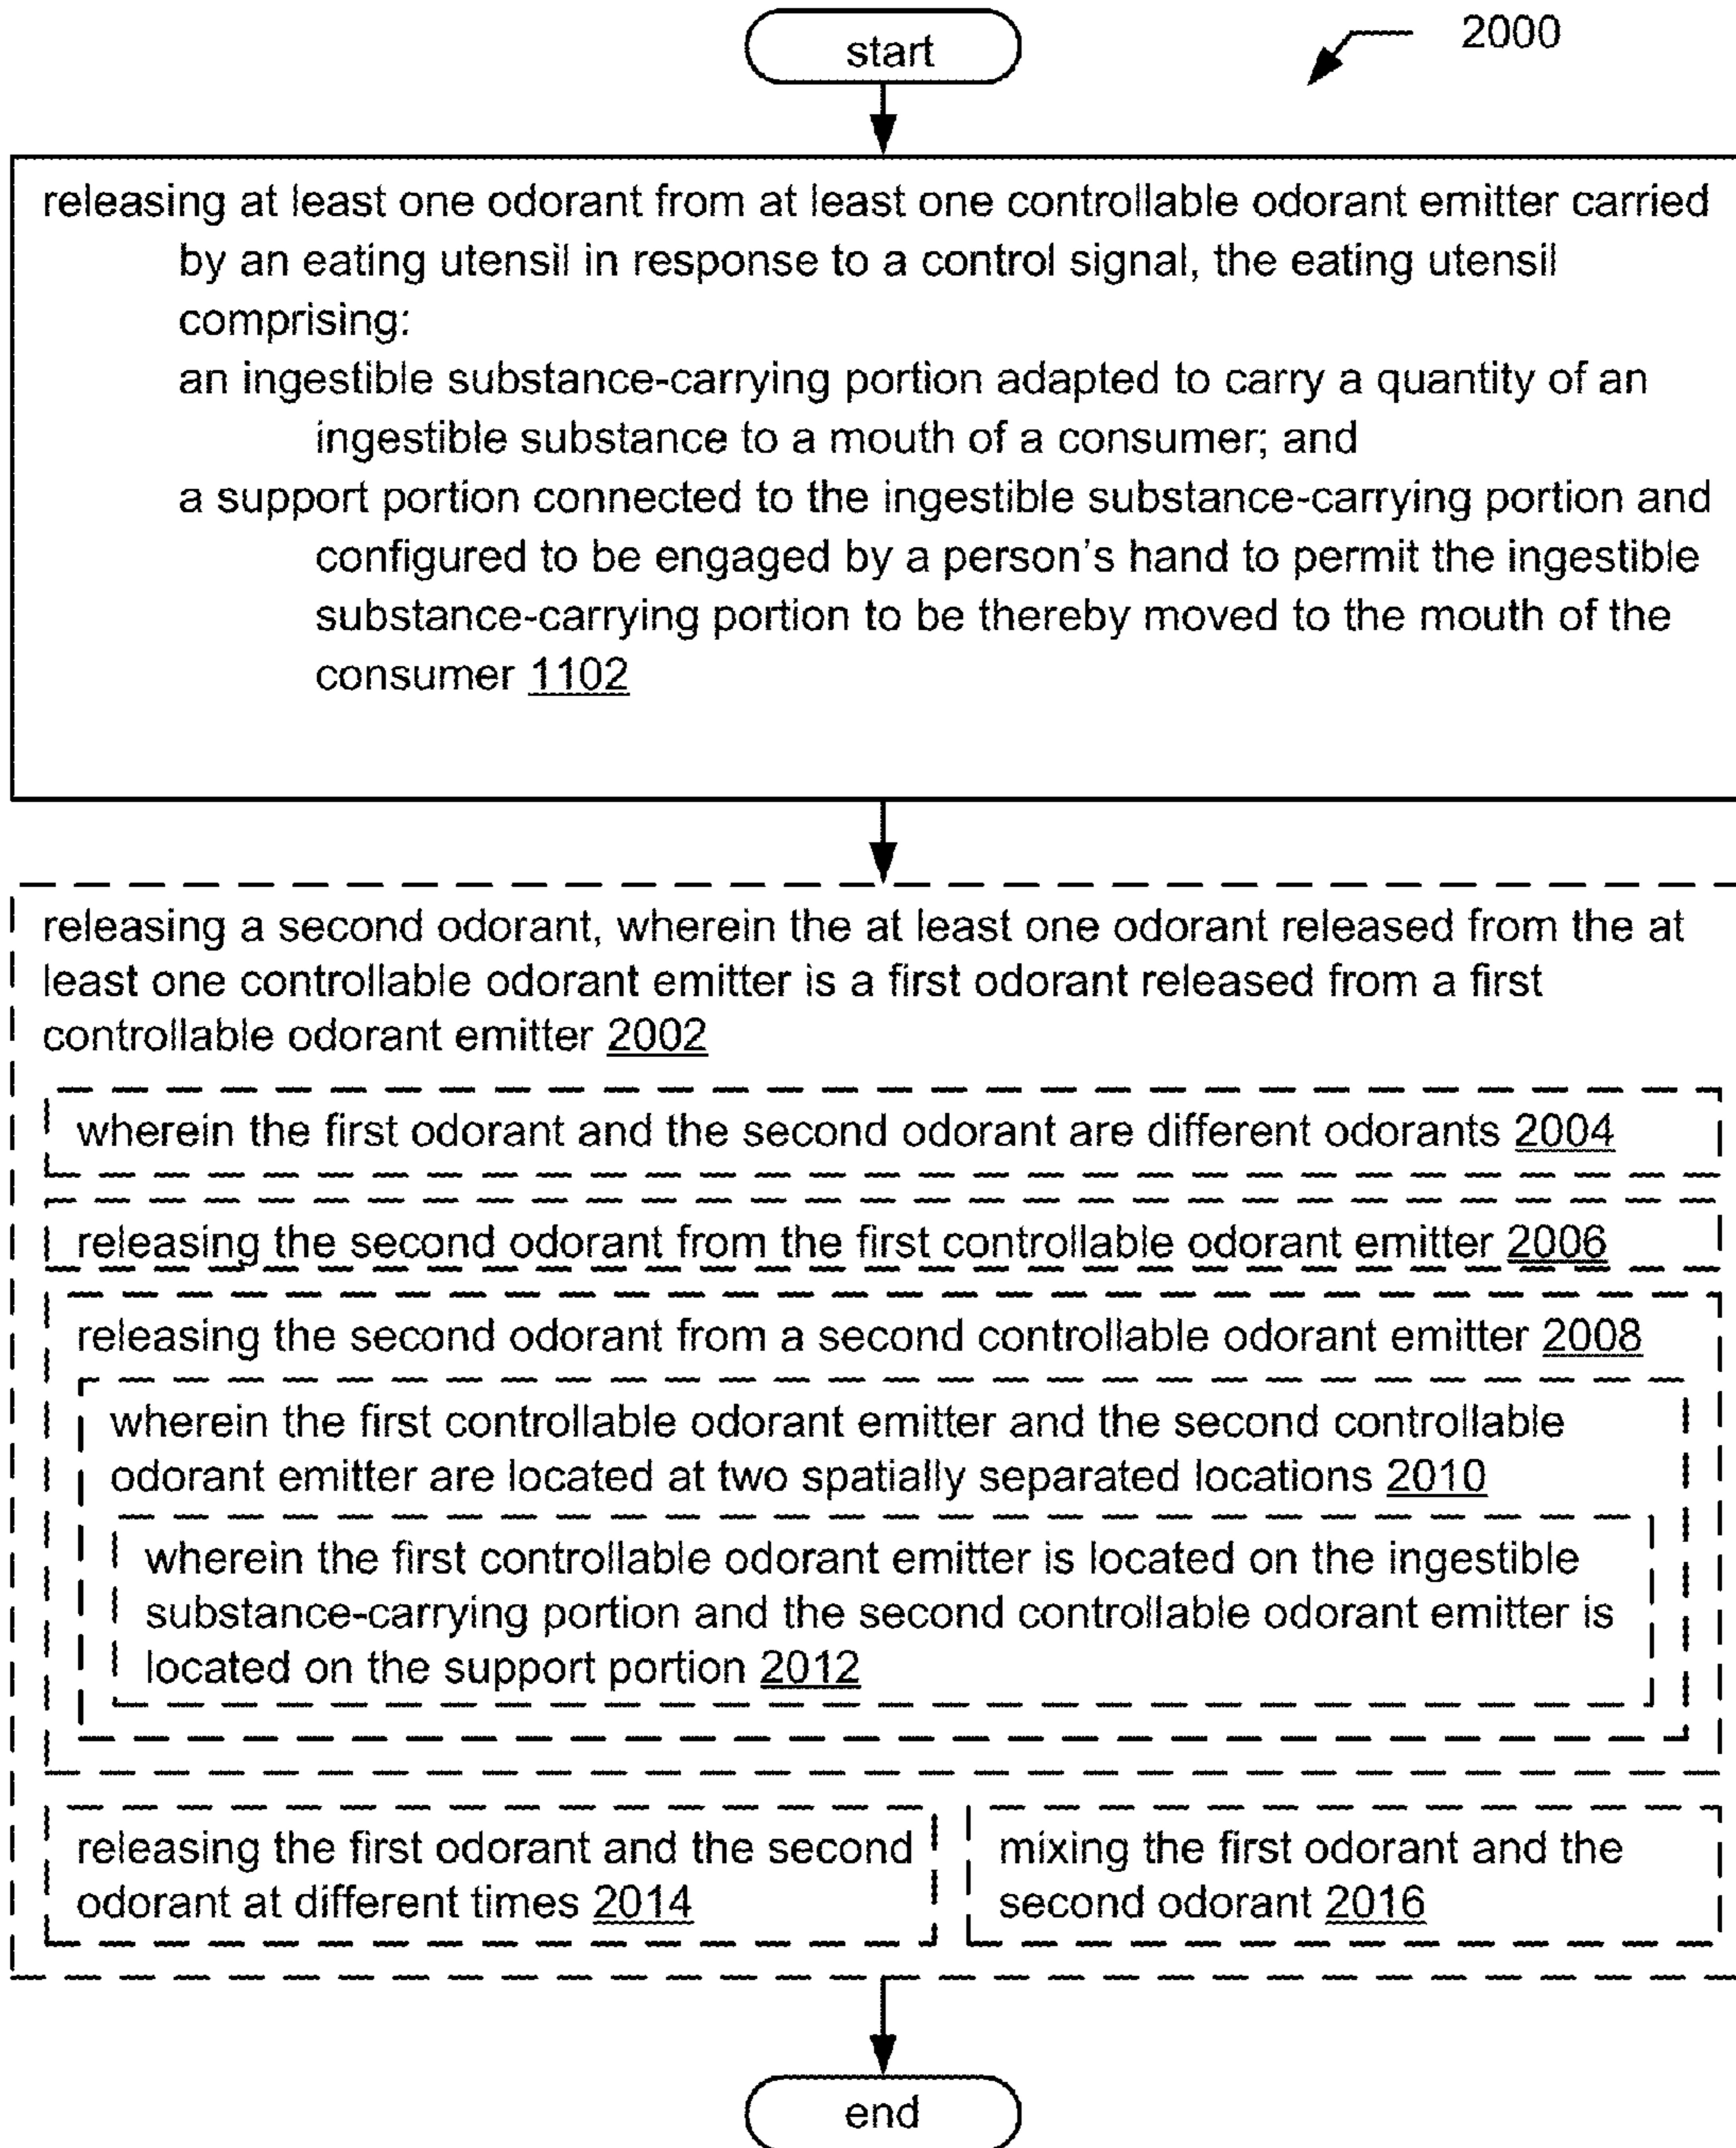 start
2000
releasing at least one odorant from at least one controllable odorant emitter carried
by an eating utensil in response to a control signal, the eating utensil
comprising:
an ingestible substance-carrying portion adapted to carry a quantity of an
ingestible substance to a mouth of a consumer; and
a support portion connected to the ingestible substance-carrying portion and
configured to be engaged by a person's hand to permit the ingestible
substance-carrying portion to be thereby moved to the mouth of the
consumer 1102
releasing a second odorant, wherein the at least one odorant released from the at
least one controllable odorant emitter is a first odorant released from a first
controllable odorant emitter 2002
wherein the first odorant and the second odorant are different odorants 2004
releasing the second odorant from the first controllable odorant emitter 2006
releasing the second odorant from a second controllable odorant emitter 2008
wherein the first controllable odorant emitter and the second controllable
odorant emitter are located at two spatially separated locations 2010
wherein the first controllable odorant emitter is located on the ingestible
substance-carrying portion and the second controllable odorant emitter is
located on the support portion 2012
releasing the first odorant and the second
odorant at different times 2014
mixing the first odorant and the
second odorant 2016
end